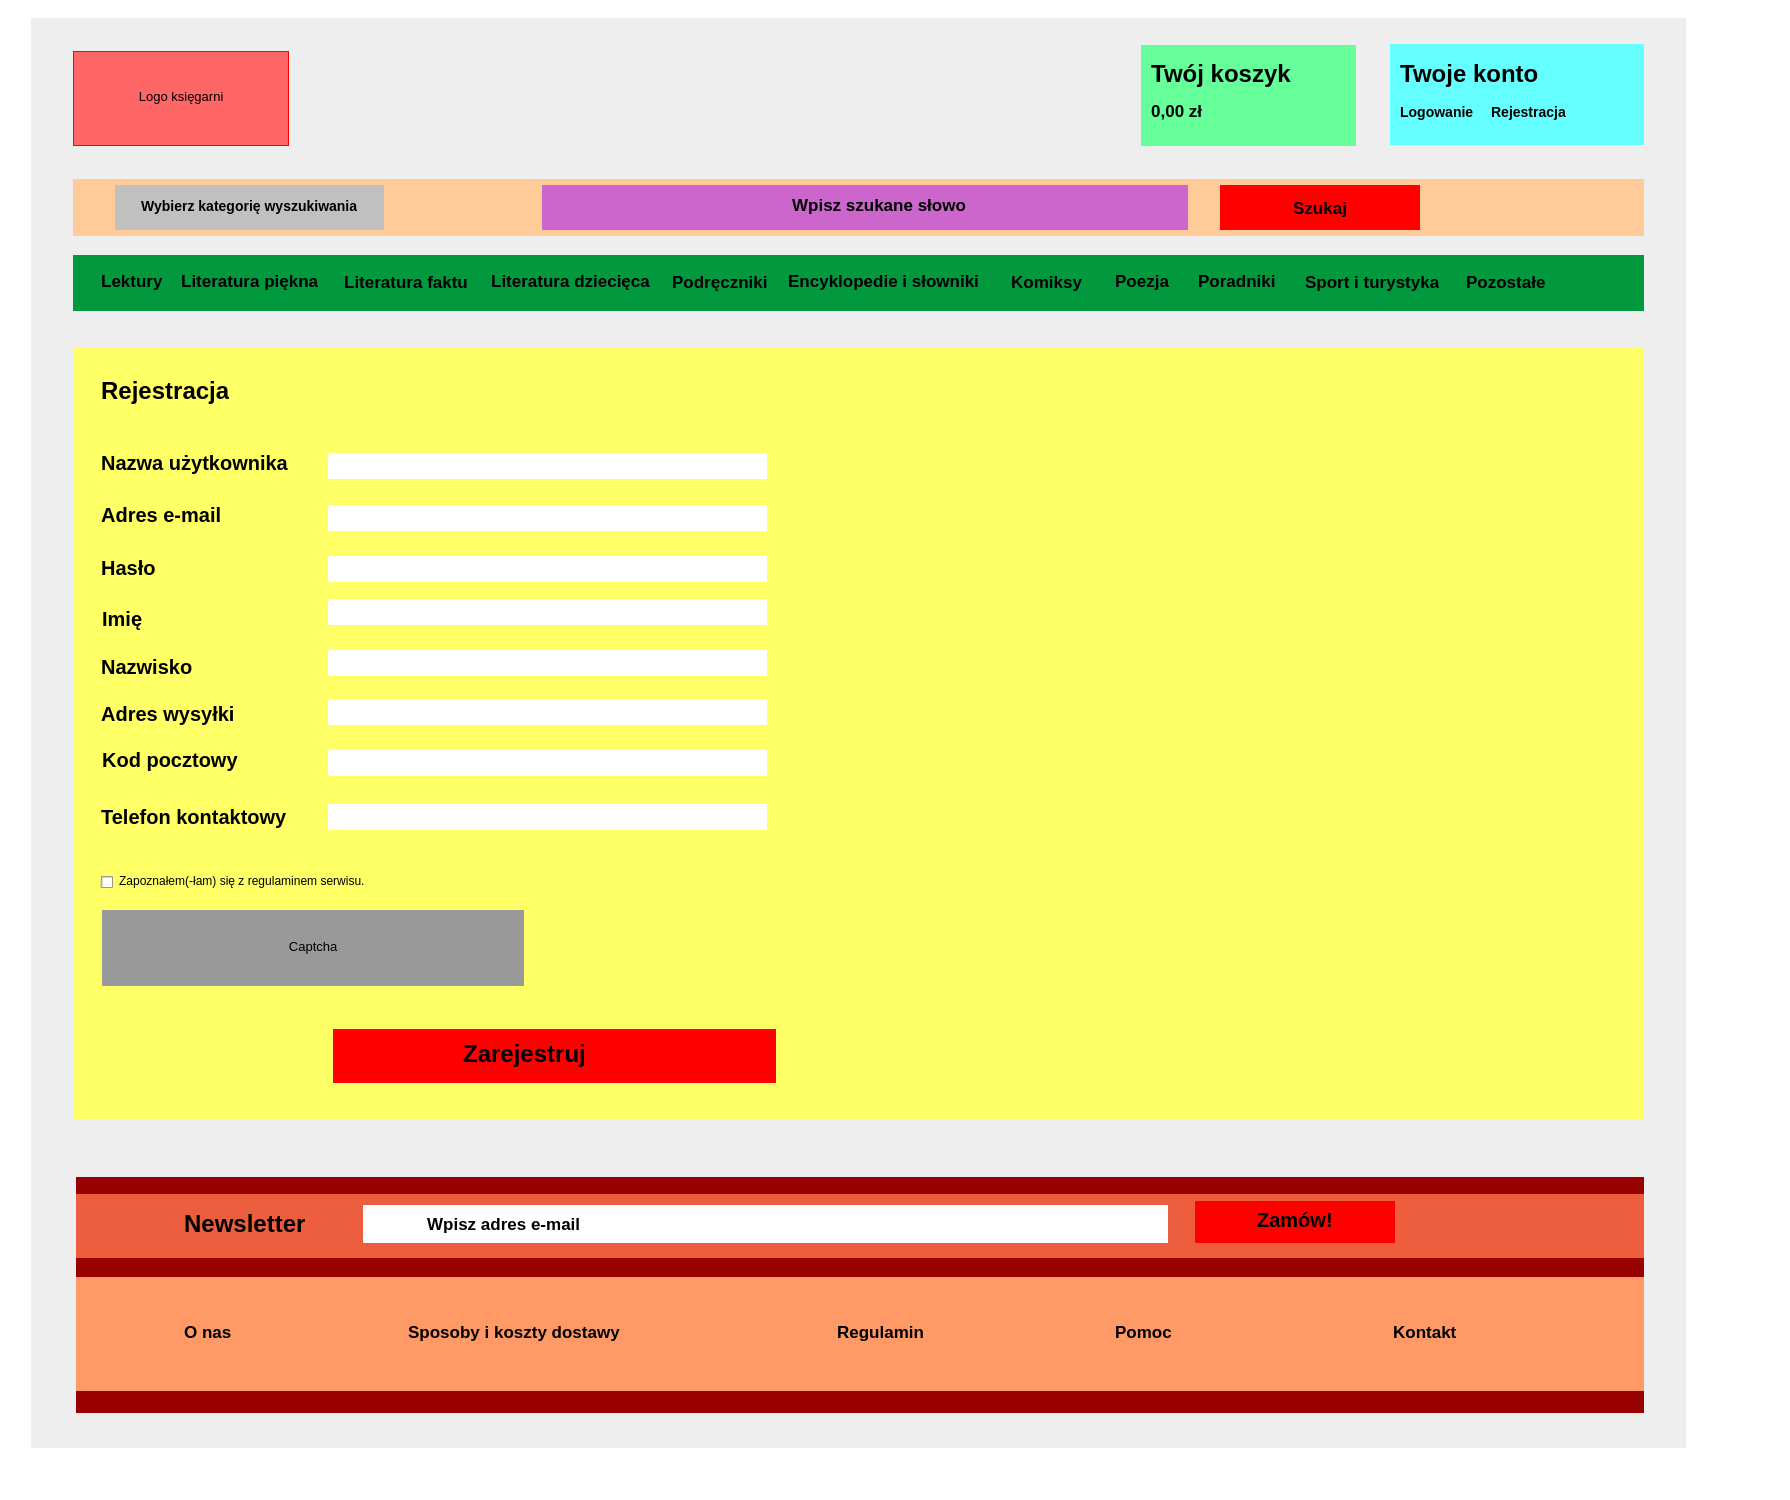 Logo księgarni
Twój koszyk
0,00 zł
Twoje konto
Logowanie Rejestracja
Wybierz kategorię wyszukiwania
Wpisz szukane słowo
Szukaj
Lektury Literatura piękna Literatura faktu Literatura dziecięca Podręczniki Encyklopedie i słowniki Komiksy Poezja Poradniki Sport i turystyka Pozostałe
Rejestracja
Nazwa użytkownika
Adres e-mail
Hasło
Imię
Nazwisko
Adres wysyłki
Kod pocztowy
Telefon kontaktowy
Zapoznałem(-łam) się z regulaminem serwisu.
Captcha
Zarejestruj
Newsletter
Wpisz adres e-mail
Zamów!
O nas Sposoby i koszty dostawy Regulamin Pomoc Kontakt